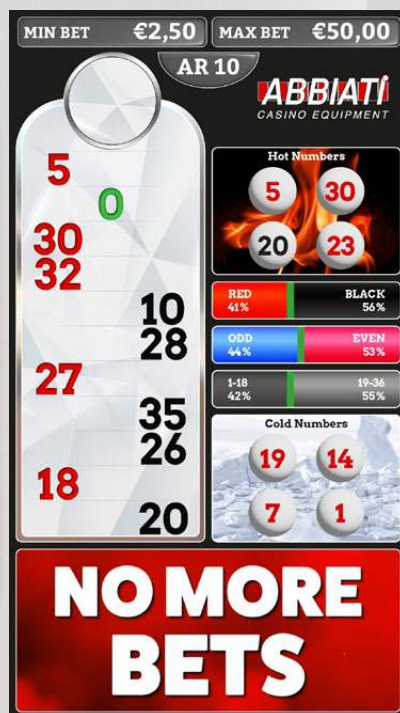 MIN BET €2,50
MAX BET €50,00
AR 10
ABBIATi
CASINO EQUIPMENT
5
0
30
32
10
28
27
35
26
18
20
Hot Numbers
5 30
20 23
RED BLACK
41% 56%
ODD EVEN
44% 53%
1-18 19-36
42% 55%
Cold Numbers
19 14
7 1
NO MORE
BETS